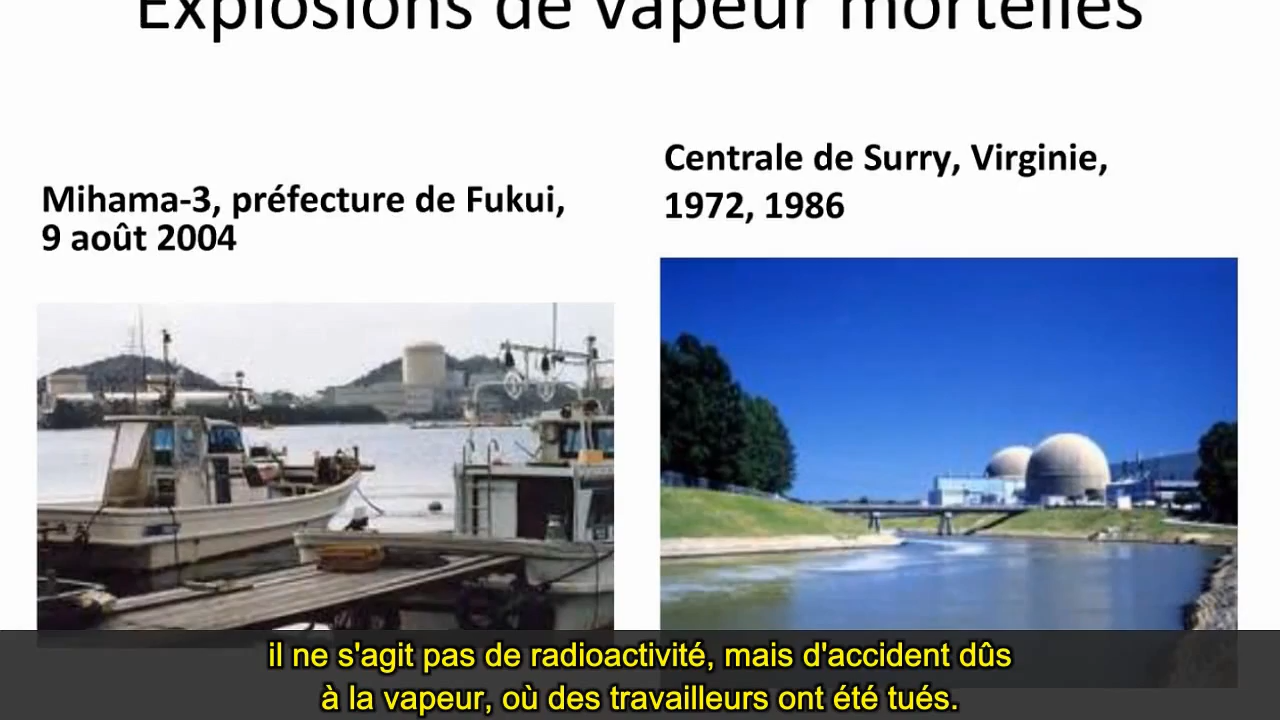 Explosions de vapeur mortelles
Centrale de Surry, Virginie,
1972, 1986
Mihama-3, préfecture de Fukui,
9 août 2004
il ne s'agit pas de radioactivité, mais d'accident dûs
à la vapeur, où des travailleurs ont été tués.